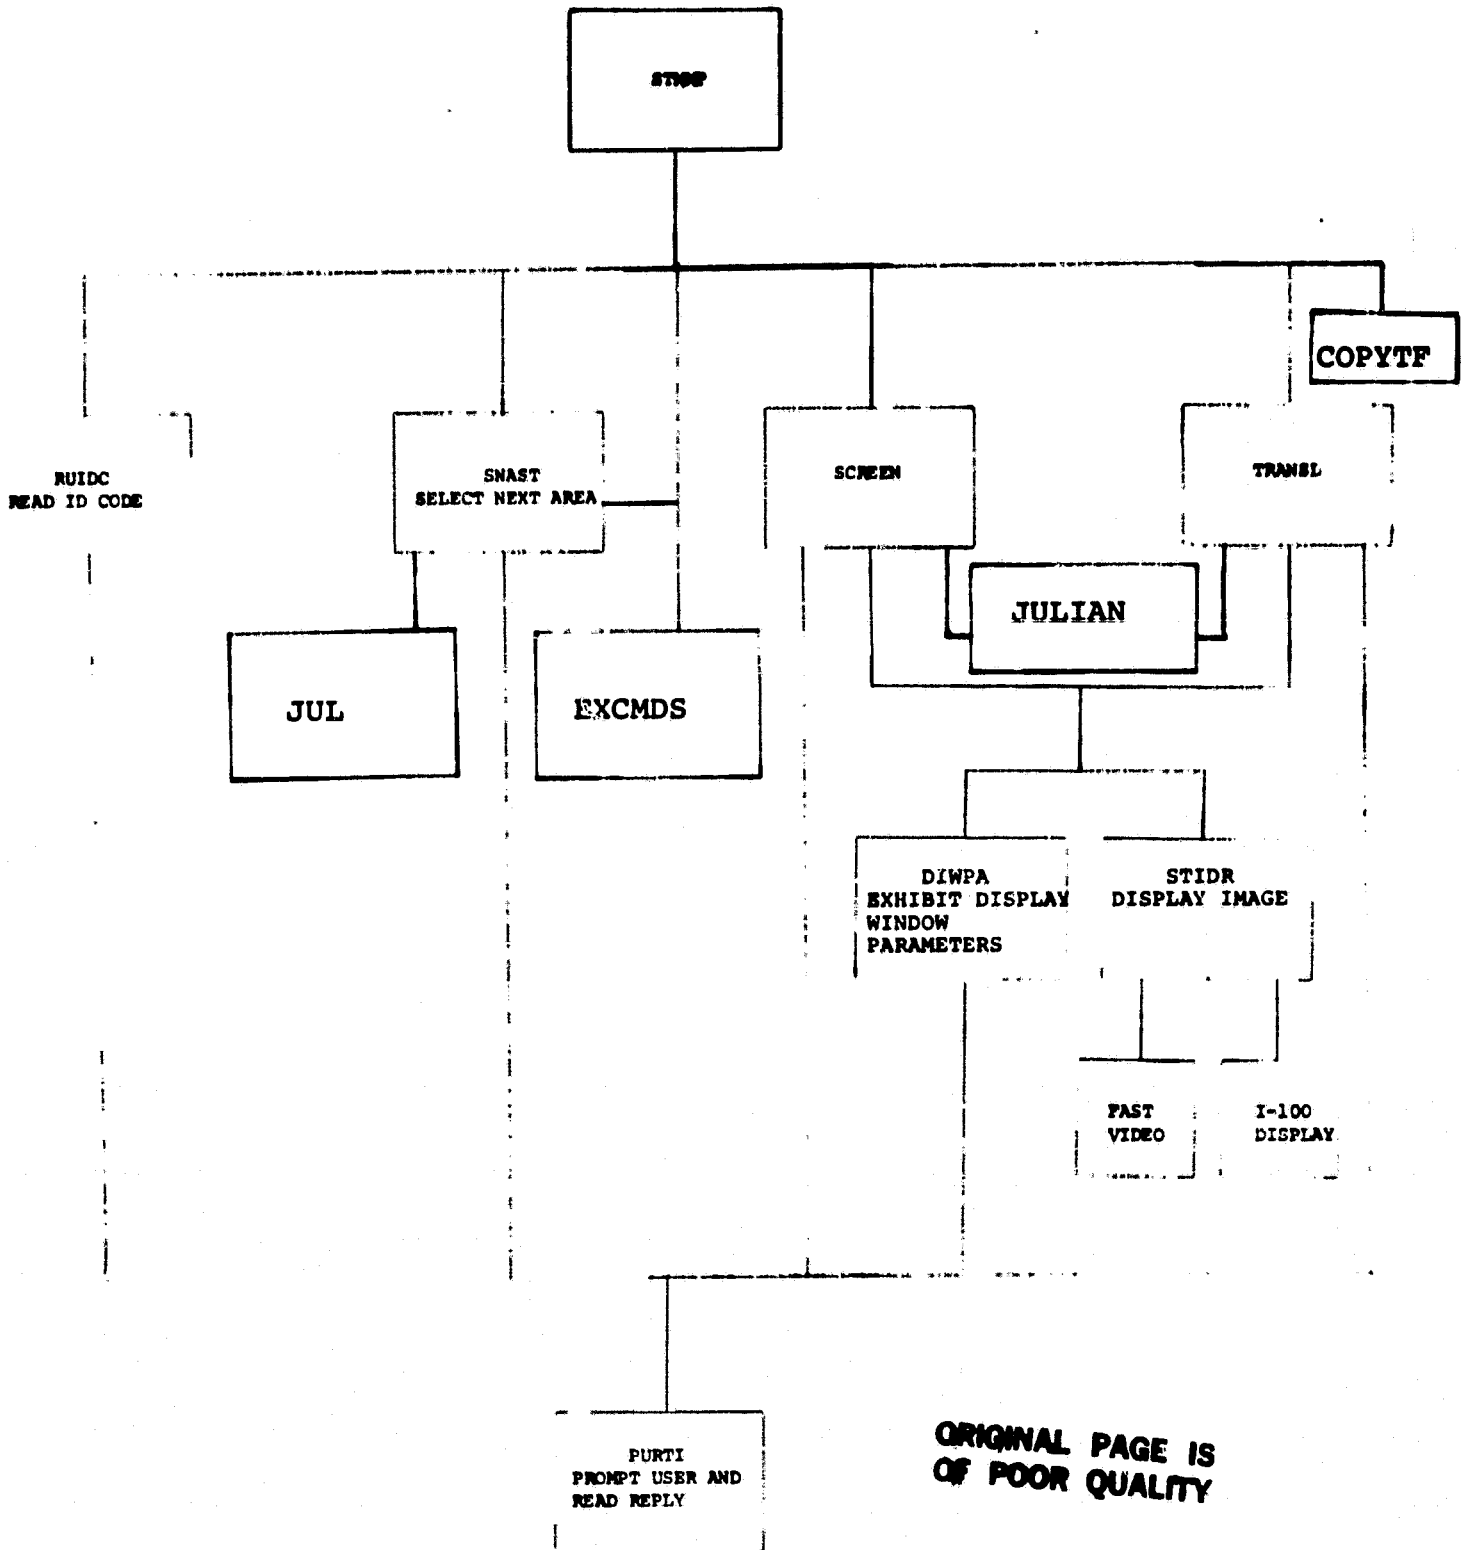 COPYTF
RUIDC
READ ID CODE
SNAST
SELECT NEXT AREA
SCREEN
TRANSL
JULIAN
JUL
EXCMDS
DIWPA
EXHIBIT DISPLAY
WINDOW
PARAMETERS
STIDR
DISPLAY IMAGE
FAST
VIDEO
I-100
DISPLAY
PURTI
PROMPT USER AND
READ REPLY
ORIGINAL PAGE IS
OF POOR QUALITY